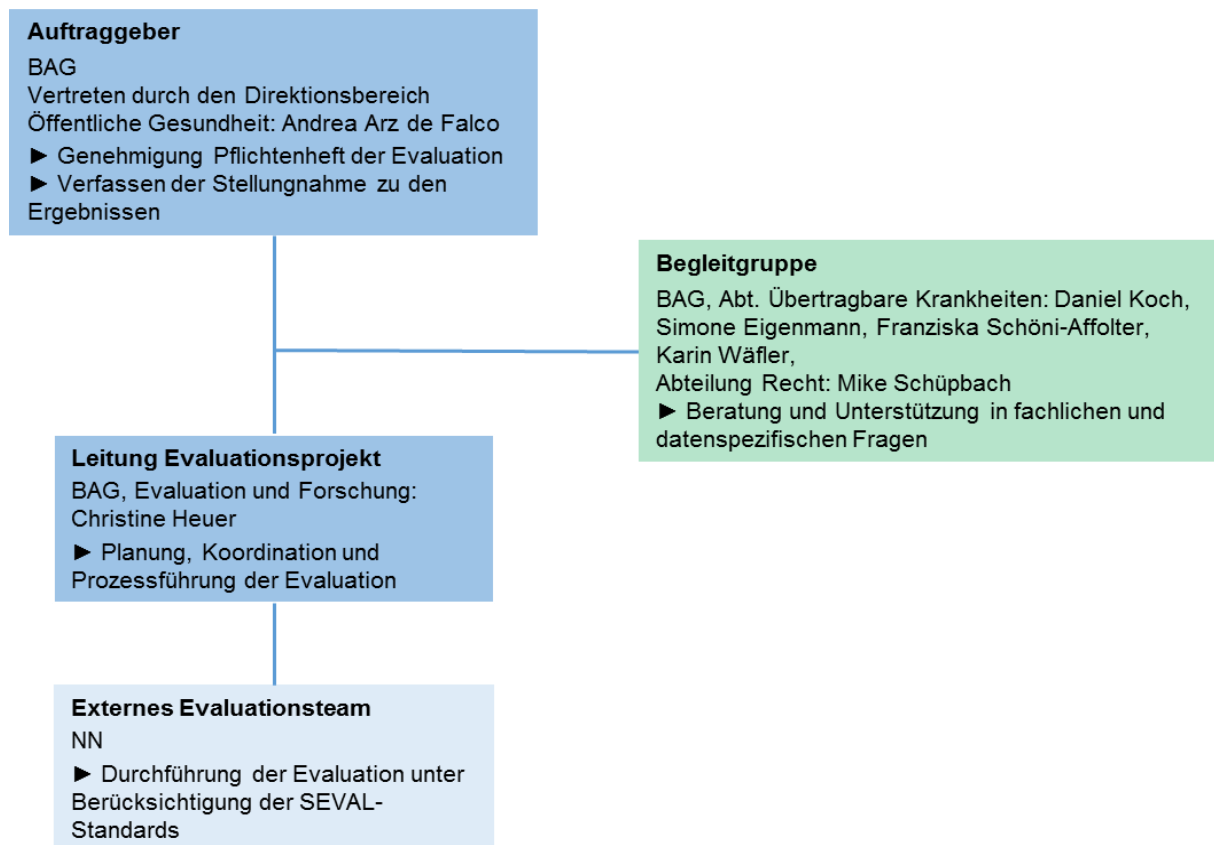 Auftraggeber
BAG
Vertreten durch den Direktionsbereich
Öffentliche Gesundheit: Andrea Arz de Falco
► Genehmigung Pflichtenheft der Evaluation
► Verfassen der Stellungnahme zu den
Ergebnissen
Begleitgruppe
BAG, Abt. Übertragbare Krankheiten: Daniel Koch,
Simone Eigenmann, Franziska Schöni-Affolter,
Karin Wäfler,
Abteilung Recht: Mike Schüpbach
► Beratung und Unterstützung in fachlichen und
datenspezifischen Fragen
Leitung Evaluationsprojekt
BAG, Evaluation und Forschung:
Christine Heuer
► Planung, Koordination und
Prozessführung der Evaluation
Externes Evaluationsteam
NN
► Durchführung der Evaluation unter
Berücksichtigung der SEVAL-
Standards